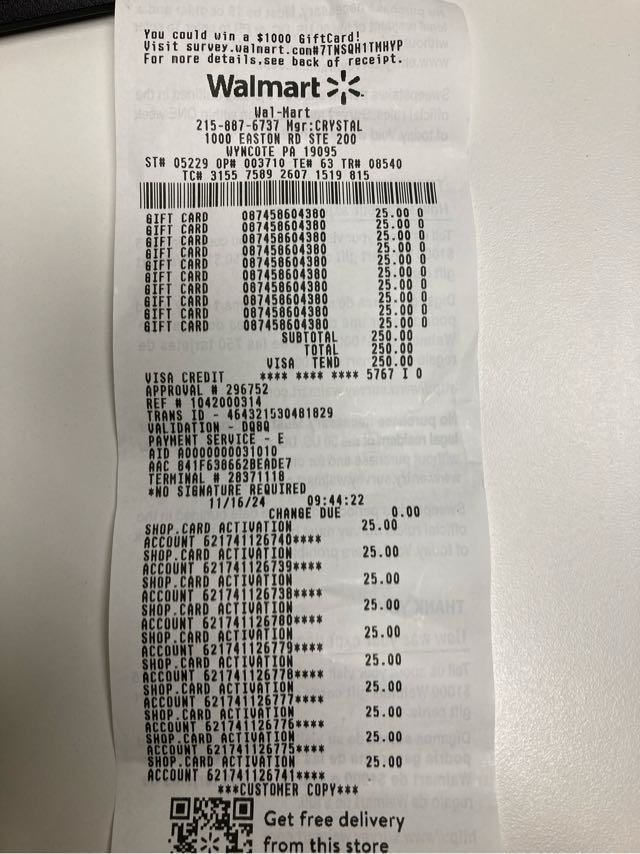 You could win a $1000 GiftCard!
Visit survey.walmart.com#7TNSQH1TMHYP
For more details,see back of receipt.
Walmart
Wal-Mart
215-887-6737 Mgr:CRYSTAL
1000 EASTON RD STE 200
WYNCOTE PA 19095
ST# 05229 OP# 003710 TE# 63 TR# 08540
TC# 3155 7589 2607 1519 815
GIFT CARD 087458604380 25.00 O
GIFT CARD 087458604380 25.00 O
GIFT CARD 087458604380 25.00 O
GIFT CARD 087458604380 25.00 O
GIFT CARD 087458604380 25.00 O
GIFT CARD 087458604380 25.00 O
GIFT CARD 087458604380 25.00 O
GIFT CARD 087458604380 25.00 O
GIFT CARD 087458604380 25.00 O
GIFT CARD 087458604380 25.00 O
SUBTOTAL 250.00
TOTAL 250.00
VISA TEND 250.00
VISA CREDIT **** **** **** 5767 I 0
APPROVAL # 296752
REF # 1042000314
TRANS ID - 464321530481829
VALIDATION - DQBQ
PAYMENT SERVICE - E
AID A0000000031010
AAC 841F638662BEADE7
TERMINAL # 28371118
*NO SIGNATURE REQUIRED
11/16/24 09:44:22
CHANGE DUE 0.00
SHOP.CARD ACTIVATION 25.00
ACCOUNT 621741126740****
SHOP.CARD ACTIVATION 25.00
ACCOUNT 621741126739****
SHOP.CARD ACTIVATION 25.00
ACCOUNT 621741126738****
SHOP.CARD ACTIVATION 25.00
ACCOUNT 621741126780****
SHOP.CARD ACTIVATION 25.00
ACCOUNT 621741126779****
SHOP.CARD ACTIVATION 25.00
ACCOUNT 621741126778****
SHOP.CARD ACTIVATION 25.00
ACCOUNT 621741126777****
SHOP.CARD ACTIVATION 25.00
ACCOUNT 621741126776****
SHOP.CARD ACTIVATION 25.00
ACCOUNT 621741126775****
SHOP.CARD ACTIVATION 25.00
ACCOUNT 621741126741****
***CUSTOMER COPY***
Get free delivery
from this store